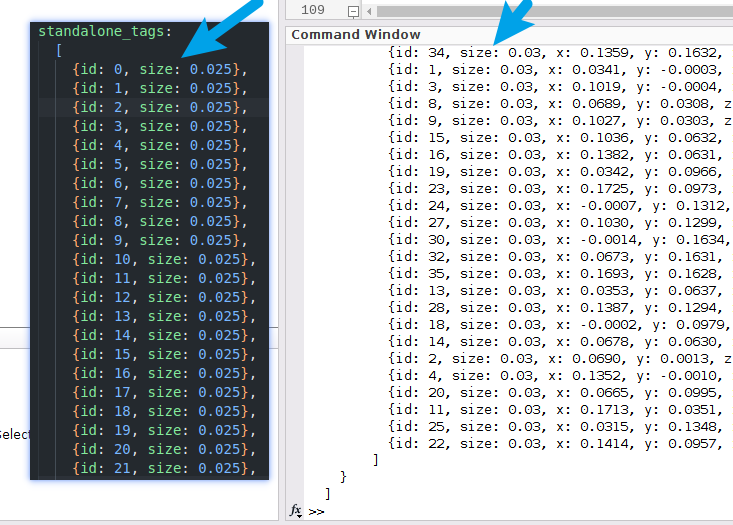 standalone_tags:
[
{id: 0, size: 0.025},
{id: 1, size: 0.025},
{id: 2, size: 0.025},
{id: 3, size: 0.025},
{id: 4, size: 0.025},
{id: 5, size: 0.025},
{id: 6, size: 0.025},
{id: 7, size: 0.025},
{id: 8, size: 0.025},
{id: 9, size: 0.025},
{id: 10, size: 0.025},
{id: 11, size: 0.025},
{id: 12, size: 0.025},
{id: 13, size: 0.025},
{id: 14, size: 0.025},
{id: 15, size: 0.025},
{id: 16, size: 0.025},
{id: 17, size: 0.025},
{id: 18, size: 0.025},
{id: 19, size: 0.025},
{id: 20, size: 0.025},
{id: 21, size: 0.025},
Select
109
Command Window
{id: 34, size: 0.03, x: 0.1359, y: 0.1632,
{id: 1, size: 0.03, x: 0.0341, y: -0.0003,
{id: 3, size: 0.03, x: 0.1019, y: -0.0004,
{id: 8, size: 0.03, x: 0.0689, y: 0.0308, z
{id: 9, size: 0.03, x: 0.1027, y: 0.0303, z
{id: 15, size: 0.03, x: 0.1036, y: 0.0632,
{id: 16, size: 0.03, x: 0.1382, y: 0.0631,
{id: 19, size: 0.03, x: 0.0342, y: 0.0966,
{id: 23, size: 0.03, x: 0.1725, y: 0.0973,
{id: 24, size: 0.03, x: -0.0007, y: 0.1312,
{id: 27, size: 0.03, x: 0.1030, y: 0.1299,
{id: 30, size: 0.03, x: -0.0014, y: 0.1634,
{id: 32, size: 0.03, x: 0.0673, y: 0.1631,
{id: 35, size: 0.03, x: 0.1693, y: 0.1628,
{id: 13, size: 0.03, x: 0.0353, y: 0.0637,
{id: 28, size: 0.03, x: 0.1387, y: 0.1294,
{id: 18, size: 0.03, x: -0.0002, y: 0.0979,
{id: 14, size: 0.03, x: 0.0678, y: 0.0630,
{id: 2, size: 0.03, x: 0.0690, y: 0.0013, z
{id: 4, size: 0.03, x: 0.1352, y: -0.0010,
{id: 20, size: 0.03, x: 0.0665, y: 0.0995,
{id: 11, size: 0.03, x: 0.1713, y: 0.0351,
{id: 25, size: 0.03, x: 0.0315, y: 0.1348,
{id: 22, size: 0.03, x: 0.1414, y: 0.0957,
]
}
]
fx >>